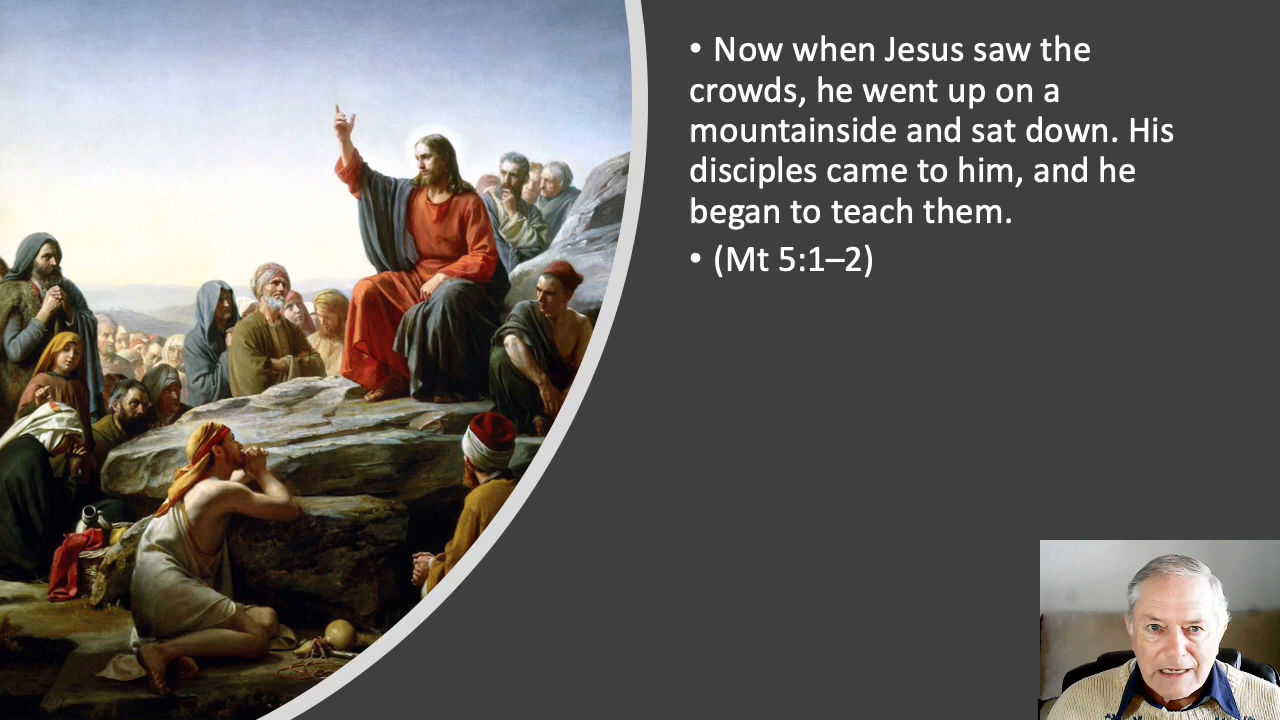 • Now when Jesus saw the
crowds, he went up on a
mountainside and sat down. His
disciples came to him, and he
began to teach them.
• (Mt 5:1–2)